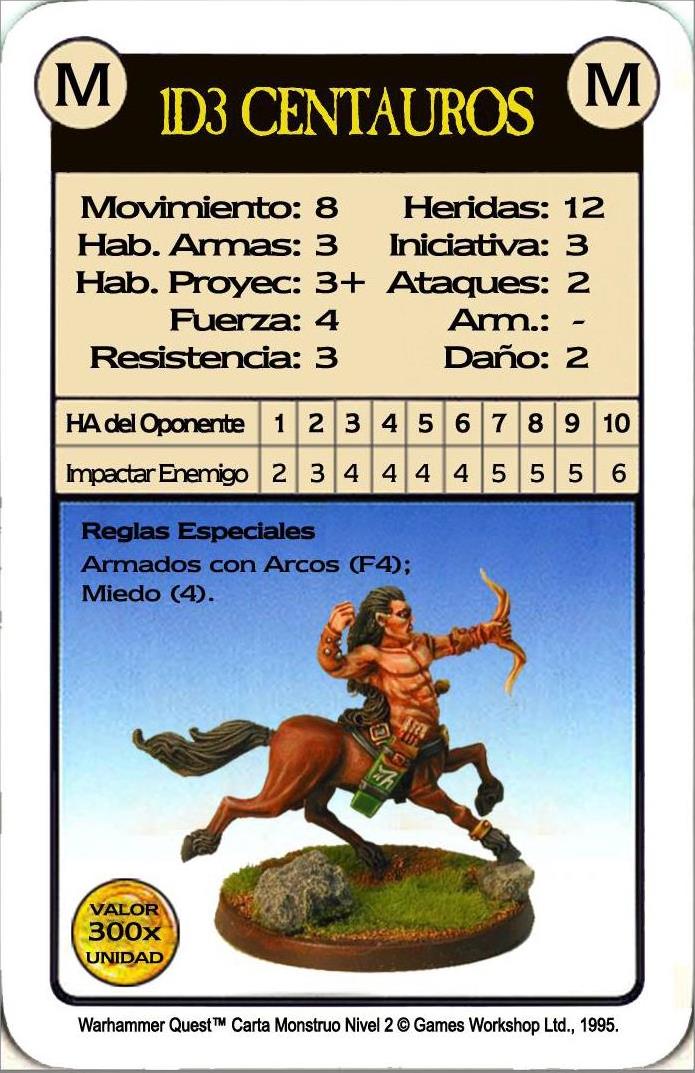 M 1D3 CENTAUROS M
Movimiento: 8 Heridas: 12
Hab. Armas: 3 Iniciativa: 3
Hab. Proyec: 3+ Ataques: 2
Fuerza: 4 Arm.: -
Resistencia: 3 Daño: 2
HA del Oponente 1 2 3 4 5 6 7 8 9 10
Impactar Enemigo 2 3 4 4 4 4 5 5 5 6
Reglas Especiales
Armados con Arcos (F4);
Miedo (4).
VALOR
300x
UNIDAD
Warhammer Quest™ Carta Monstruo Nivel 2 © Games Workshop Ltd., 1995.